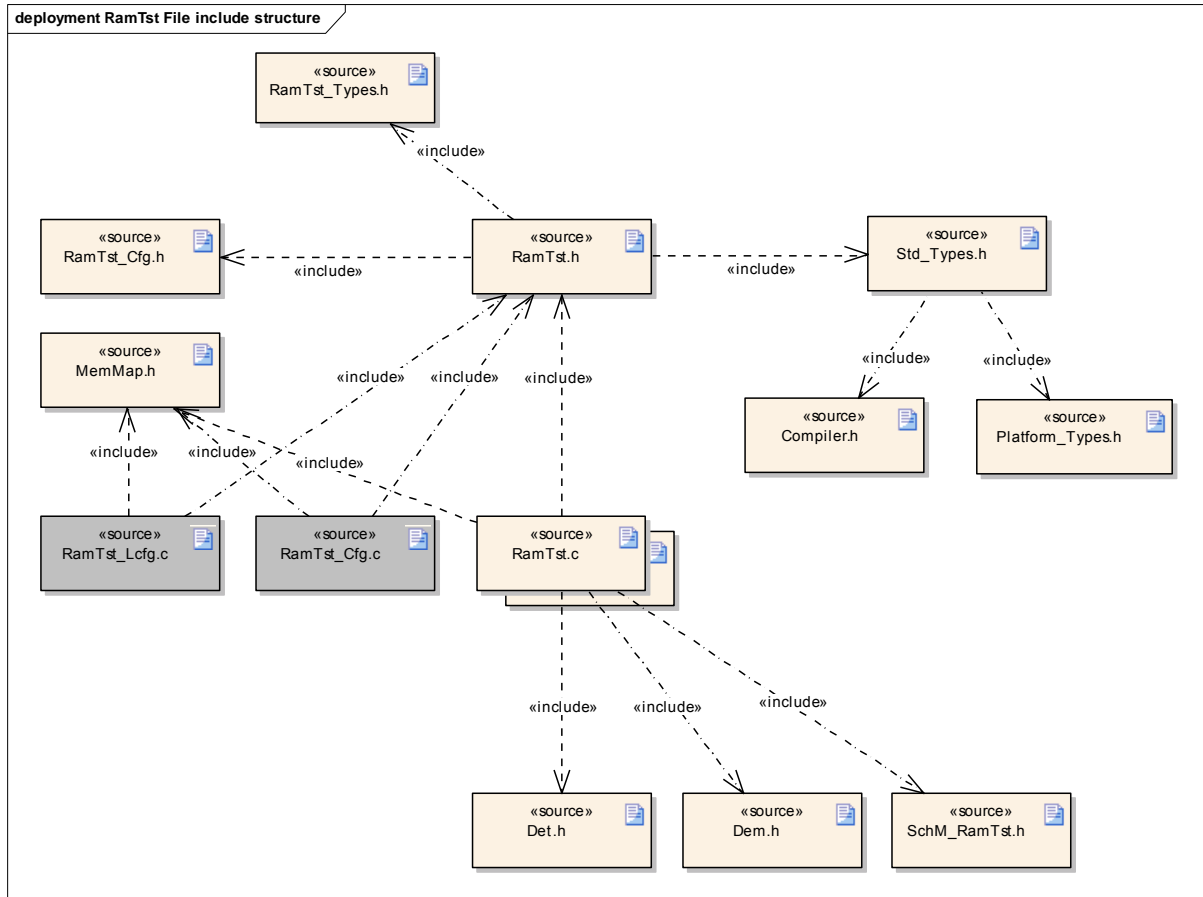 deployment RamTst File include structure
«source»
RamTst_Types.h
«include»
«source»
RamTst_Cfg.h
«include»
«source»
RamTst.h
«include»
«source»
Std_Types.h
«source»
MemMap.h
«include»
«include»
«include»
«include»
«include»
«source»
Compiler.h
«source»
Platform_Types.h
«include»
«include»
«include»
«source»
RamTst_Lcfg.c
«source»
RamTst_Cfg.c
«source»
RamTst.c
«include»
«include»
«include»
«source»
Det.h
«source»
Dem.h
«source»
SchM_RamTst.h